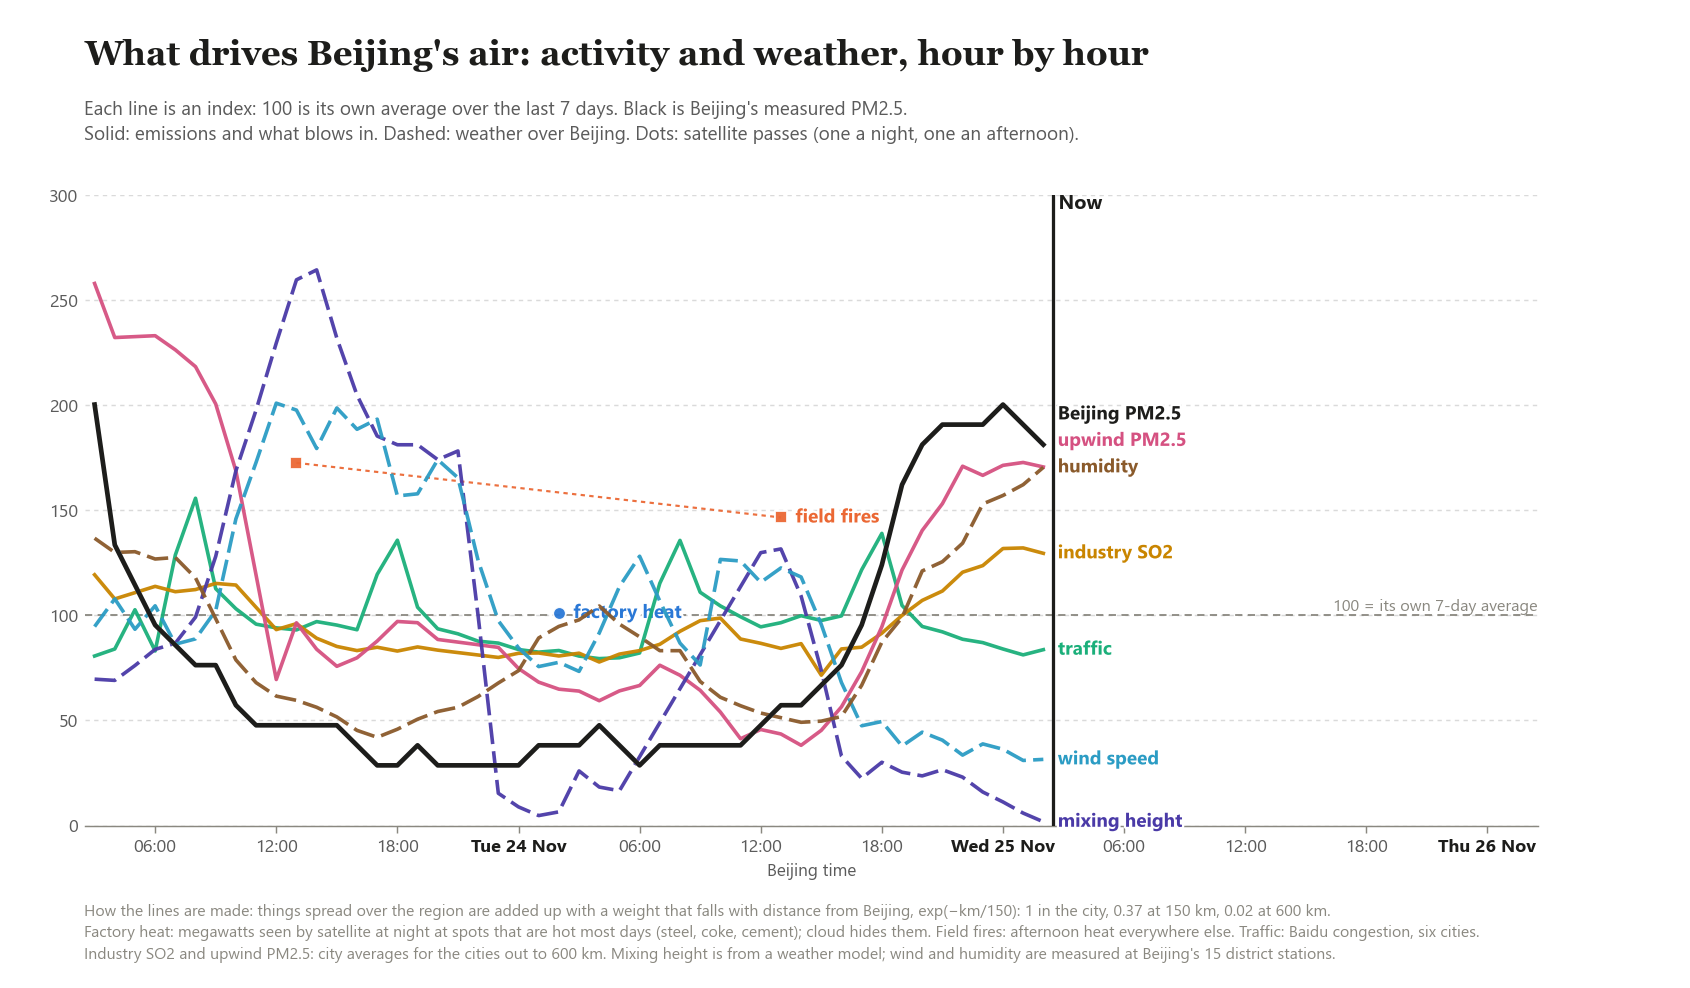 What drives Beijing's air: activity and weather, hour by hour
Each line is an index: 100 is its own average over the last 7 days. Black is Beijing's measured PM2.5.
Solid: emissions and what blows in. Dashed: weather over Beijing. Dots: satellite passes (one a night, one an afternoon).
300
Now
250
200
Beijing PM2.5
upwind PM2.5
humidity
150
field fires
industry SO2
100
factory heat
100 = its own 7-day average
traffic
50
wind speed
0
mixing height
06:00 12:00 18:00 Tue 24 Nov 06:00 12:00 18:00 Wed 25 Nov 06:00 12:00 18:00 Thu 26 Nov
Beijing time
How the lines are made: things spread over the region are added up with a weight that falls with distance from Beijing, exp(−km/150): 1 in the city, 0.37 at 150 km, 0.02 at 600 km.
Factory heat: megawatts seen by satellite at night at spots that are hot most days (steel, coke, cement); cloud hides them. Field fires: afternoon heat everywhere else. Traffic: Baidu congestion, six cities.
Industry SO2 and upwind PM2.5: city averages for the cities out to 600 km. Mixing height is from a weather model; wind and humidity are measured at Beijing's 15 district stations.